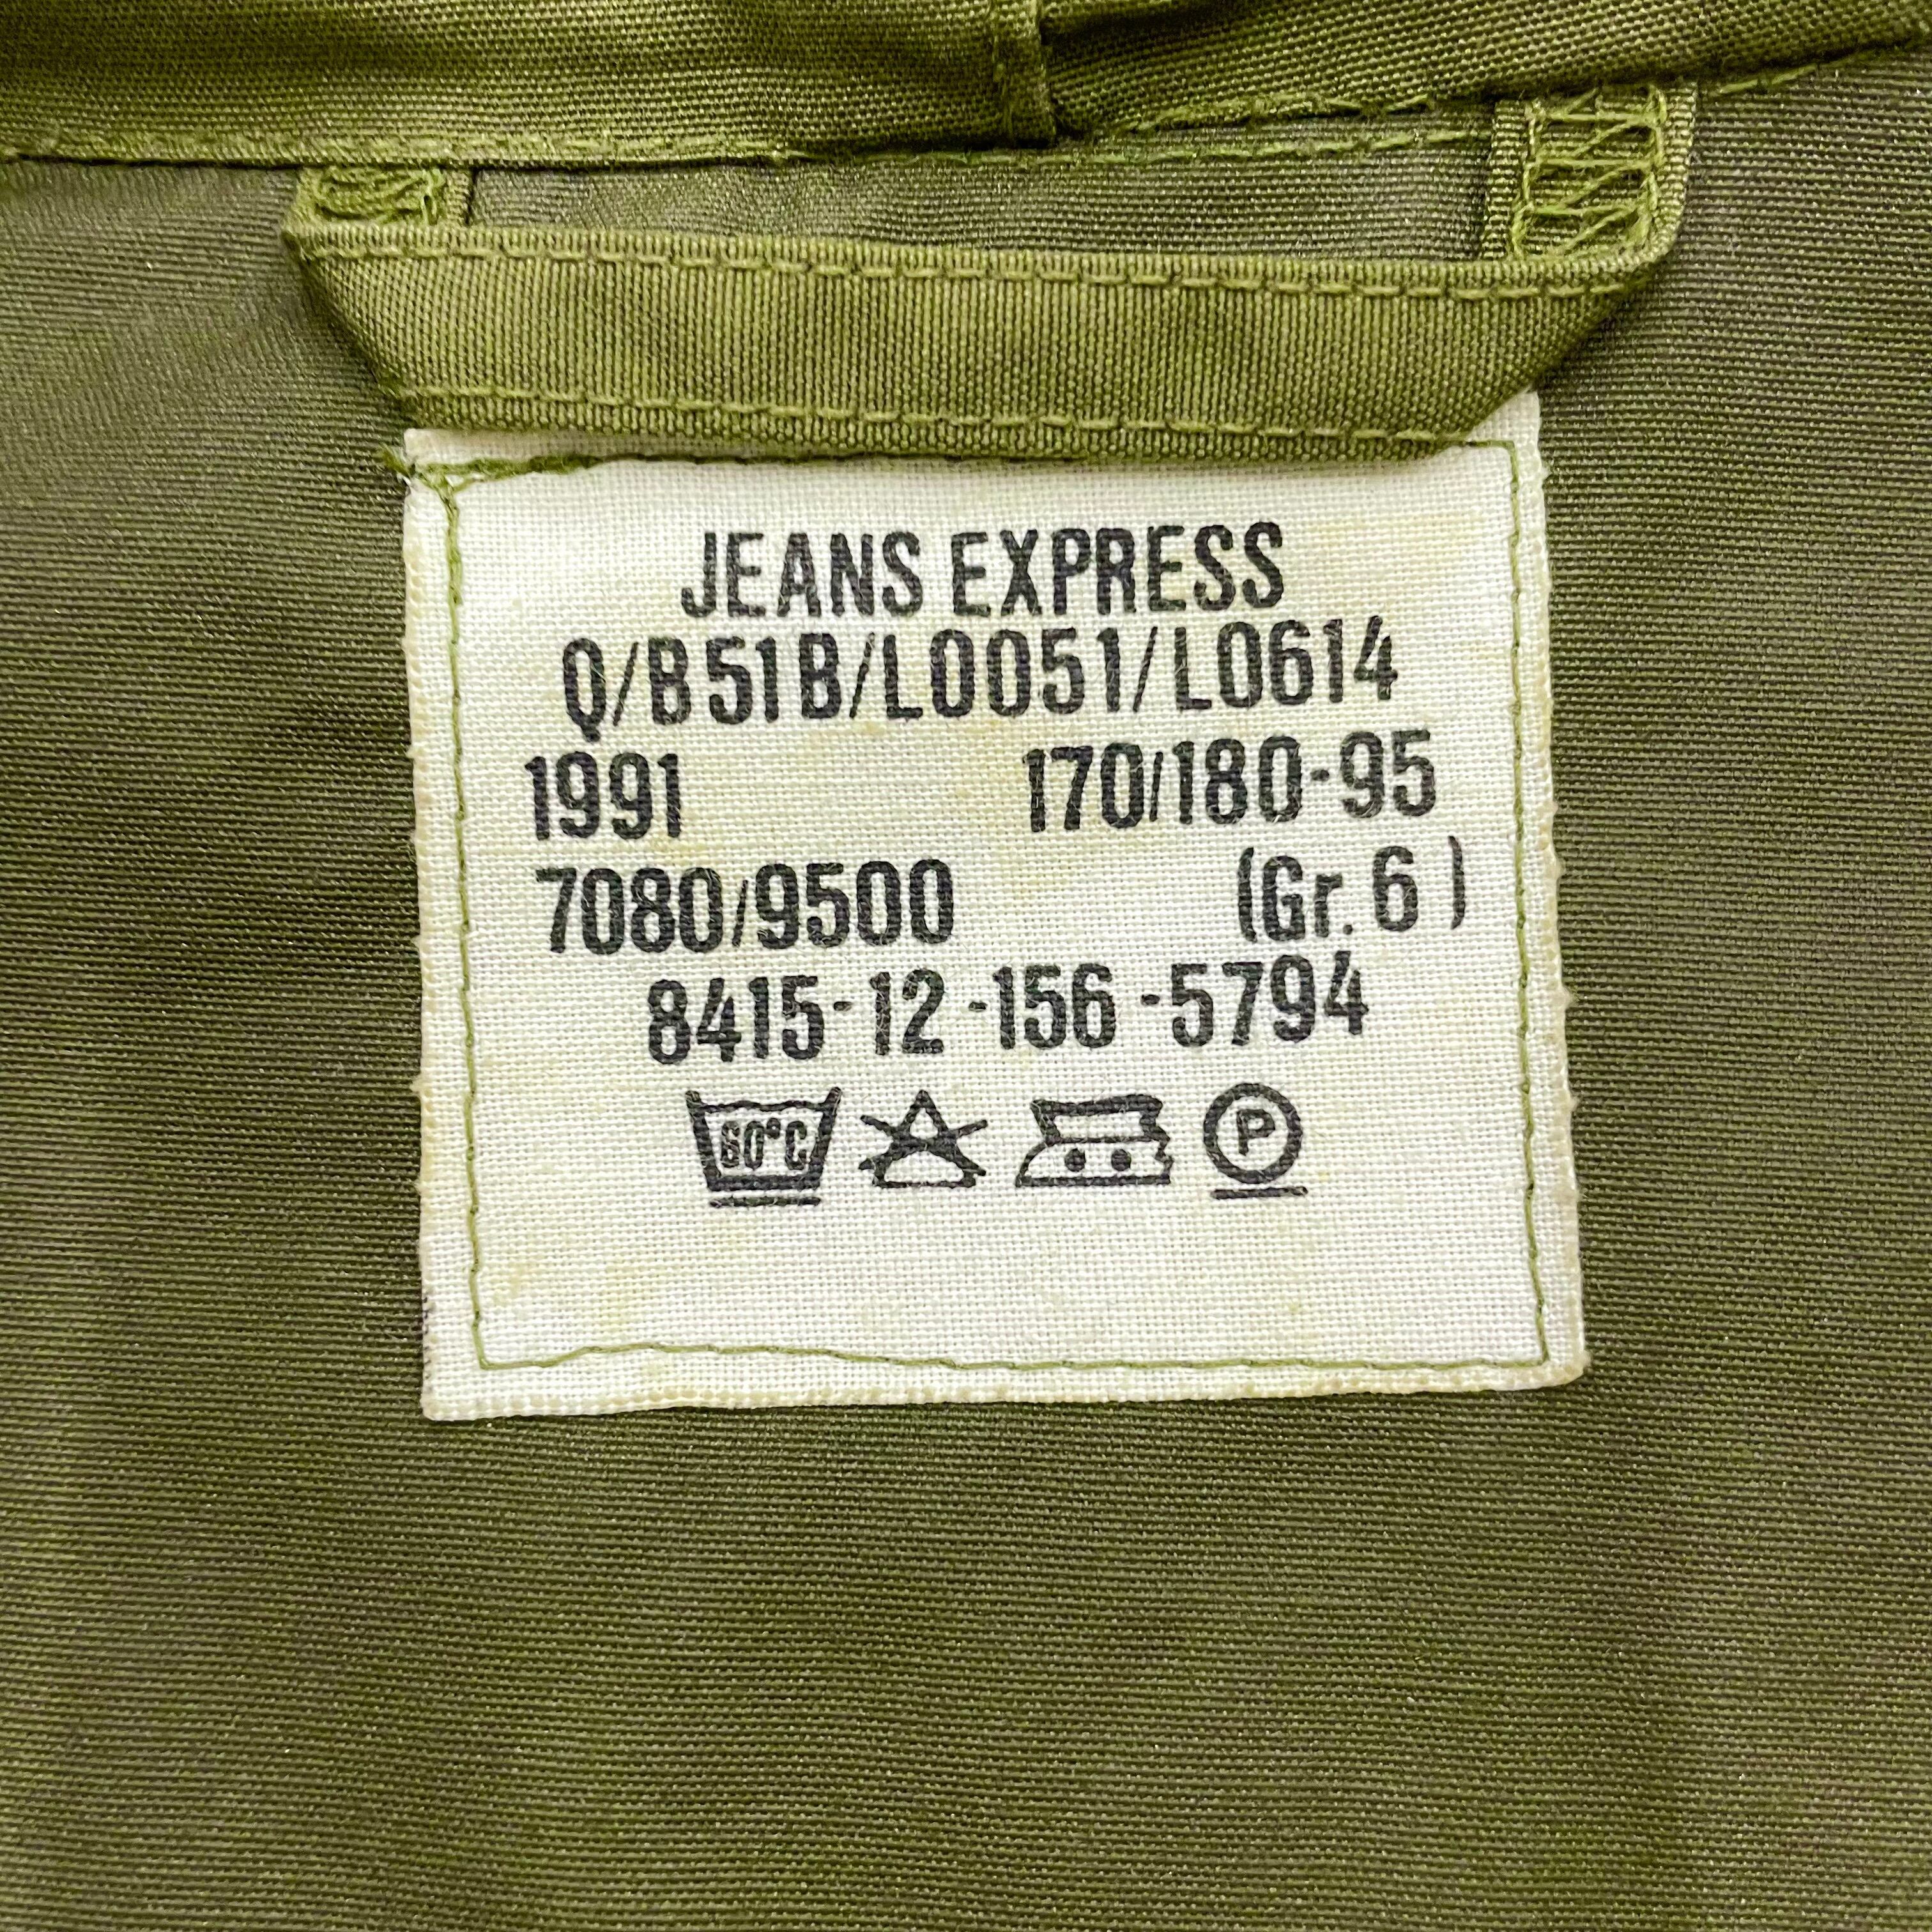 JEANS EXPRESS
Q/B51B/L0051/L0614
1991 170/180-95
7080/9500 (Gr. 6)
8415-12-156-5794
60°C P